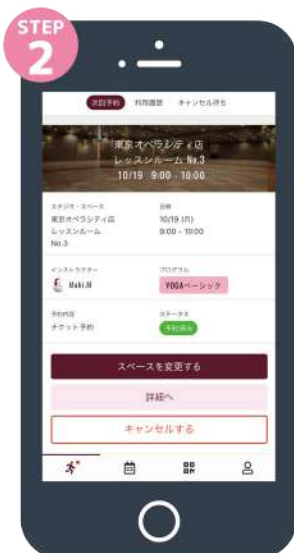 STEP
2
次回予約 利用履歴 キャンセル待ち
東京オペラシティ店
レッスンルーム No.3
10/19 9:00 - 10:00
スタジオ・スペース 日時
東京オペラシティ店 10/19 (月)
レッスンルーム 9:00 - 10:00
No.3
インストラクター プログラム
Maki.M YOGAベーシック
予約内容 ステータス
チケット予約 予約済み
スペースを変更する
詳細へ
キャンセルする